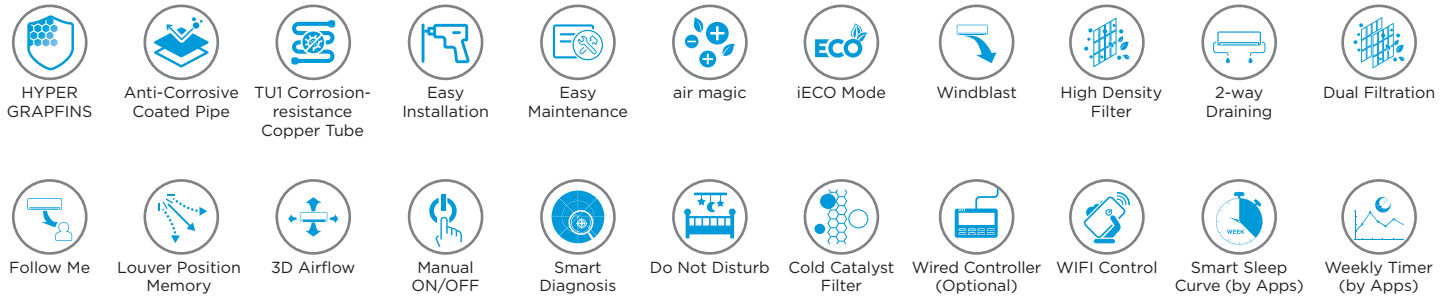 HYPER
GRAPFINS
Anti-Corrosive
Coated Pipe
TU1 Corrosion-
resistance
Copper Tube
Easy
Installation
Easy
Maintenance
air magic
ECO
iECO Mode
Windblast
High Density
Filter
2-way
Draining
Dual Filtration
Follow Me
Louver Position
Memory
3D Airflow
Manual
ON/OFF
Smart
Diagnosis
Do Not Disturb
Cold Catalyst
Filter
Wired Controller
(Optional)
WIFI Control
WEEK
Smart Sleep
Curve (by Apps)
Weekly Timer
(by Apps)